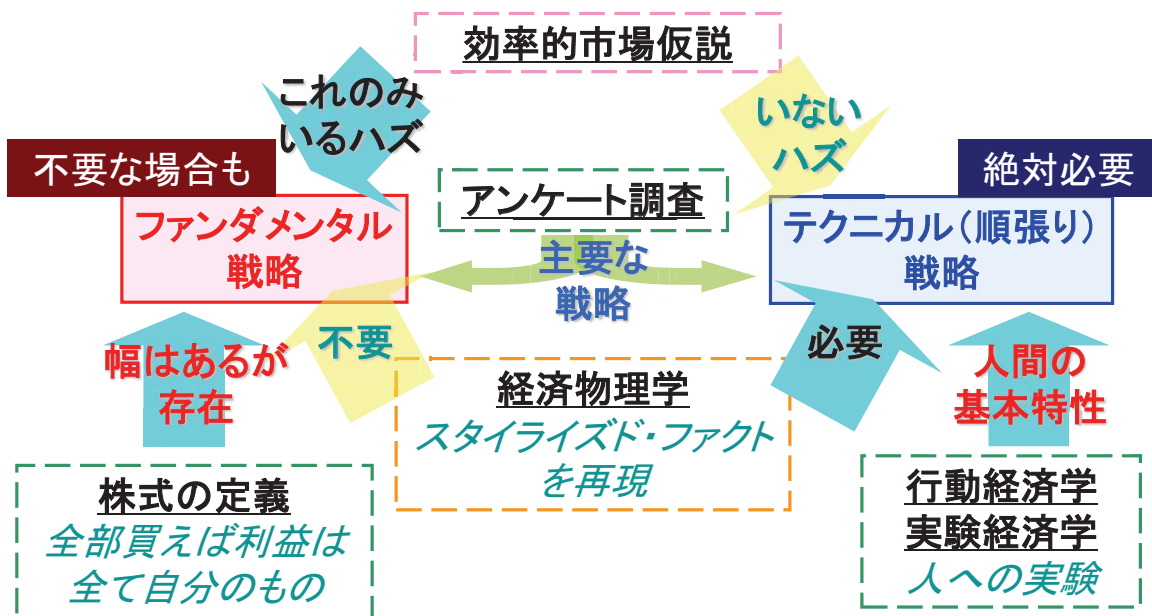 効率的市場仮説
これのみ
いるハズ
いない
ハズ
不要な場合も
絶対必要
アンケート調査
ファンダメンタル
戦略
主要な
戦略
テクニカル(順張り)
戦略
不要
必要
幅はあるが
存在
経済物理学
スタイライズド・ファクト
を再現
人間の
基本特性
株式の定義
全部買えば利益は
全て自分のもの
行動経済学
実験経済学
人への実験